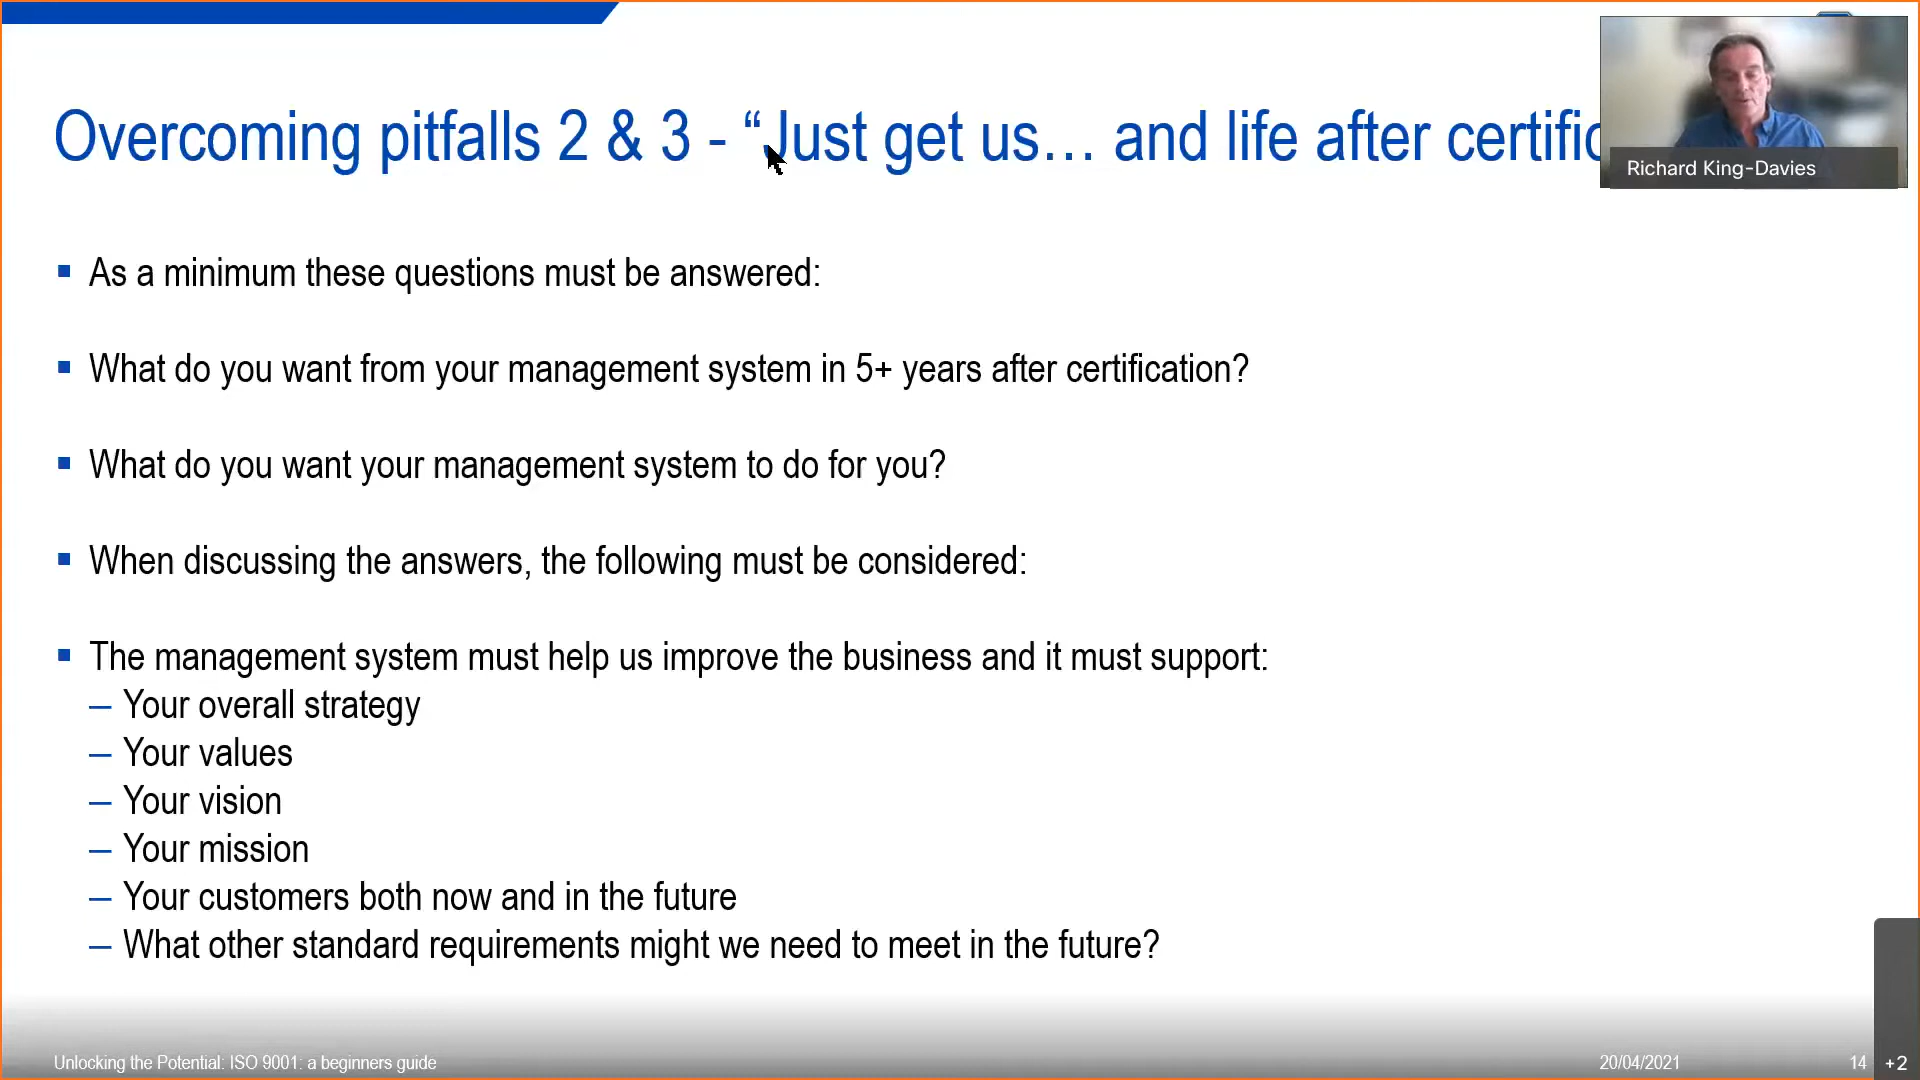 Overcoming pitfalls 2 & 3 - “Just get us… and life after certific
Richard King-Davies
As a minimum these questions must be answered:
What do you want from your management system in 5+ years after certification?
What do you want your management system to do for you?
When discussing the answers, the following must be considered:
The management system must help us improve the business and it must support:
– Your overall strategy
– Your values
– Your vision
– Your mission
– Your customers both now and in the future
– What other standard requirements might we need to meet in the future?
Unlocking the Potential: ISO 9001: a beginners guide
20/04/2021
14
+2